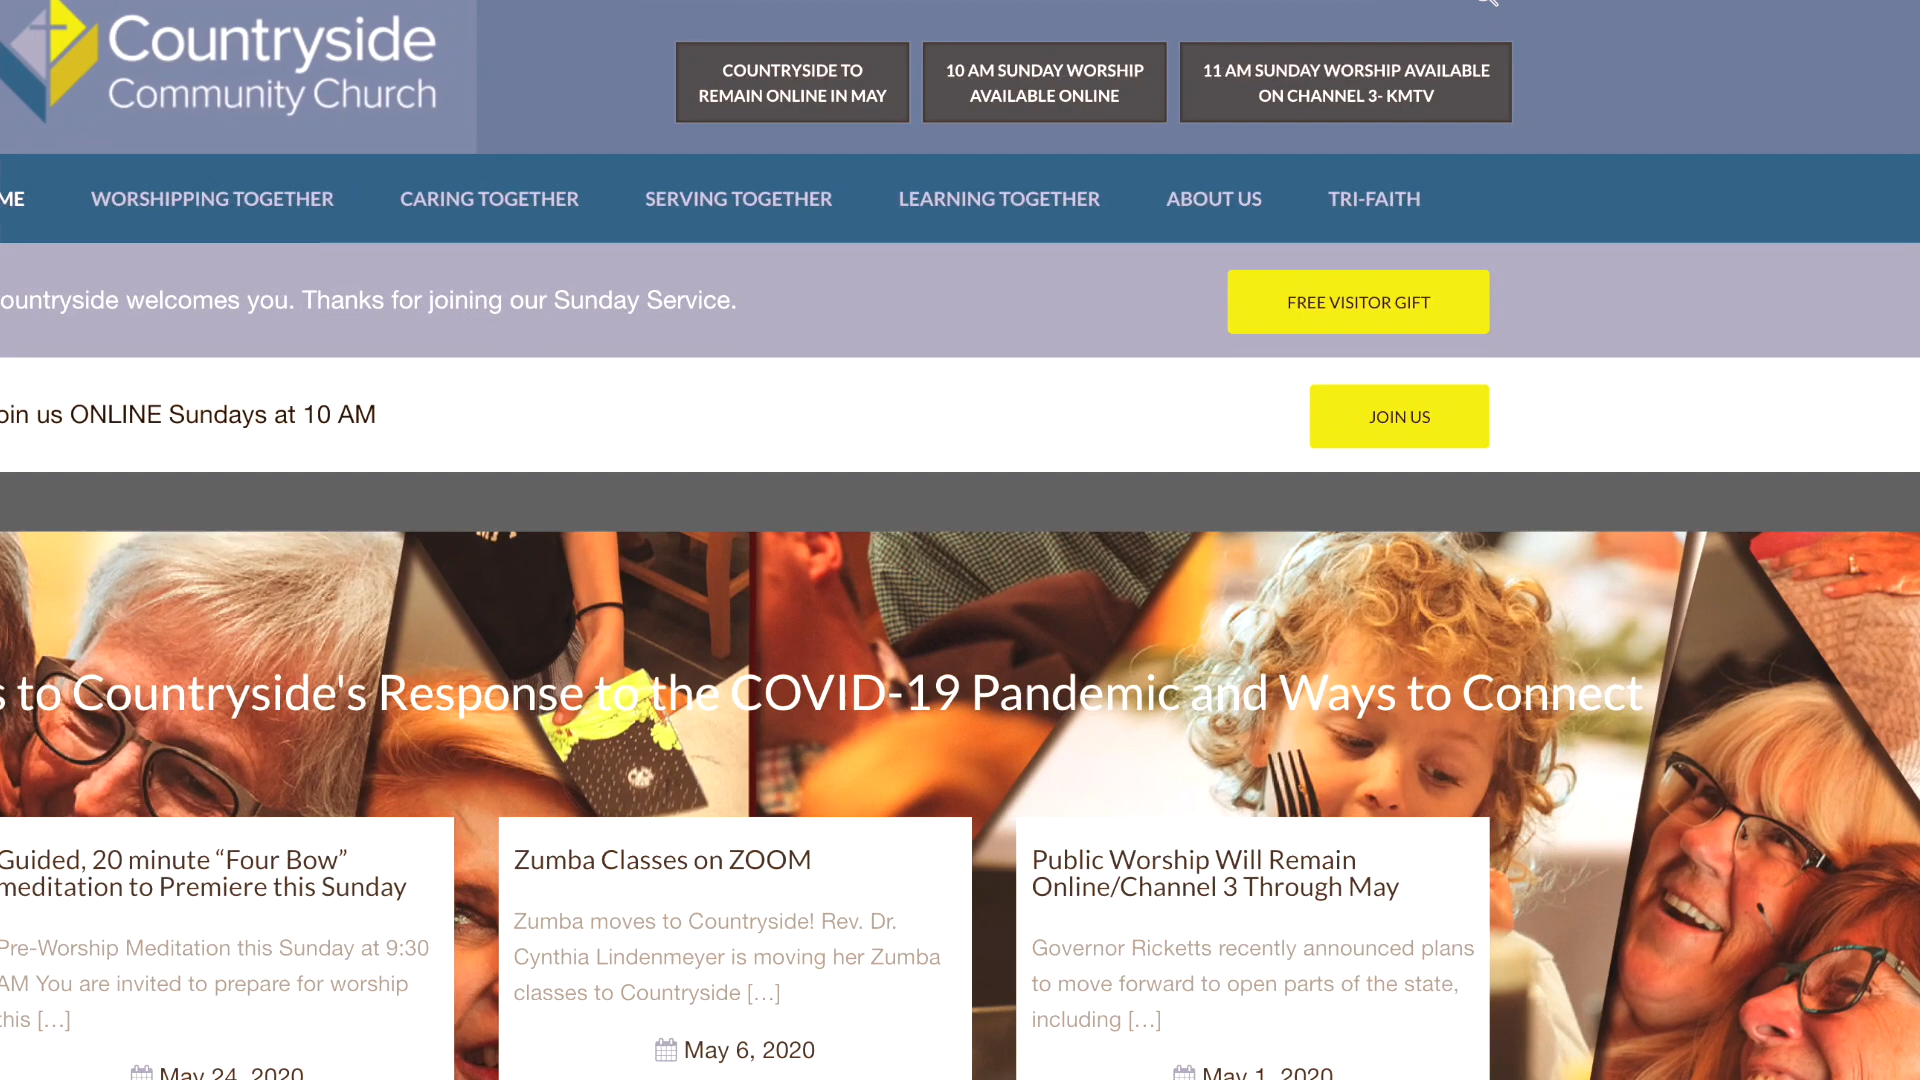 Countryside
Community Church
COUNTRYSIDE TO
REMAIN ONLINE IN MAY
10 AM SUNDAY WORSHIP
AVAILABLE ONLINE
11 AM SUNDAY WORSHIP AVAILABLE
ON CHANNEL 3- KMTV
ME
WORSHIPPING TOGETHER
CARING TOGETHER
SERVING TOGETHER
LEARNING TOGETHER
ABOUT US
TRI-FAITH
ountryside welcomes you. Thanks for joining our Sunday Service.
FREE VISITOR GIFT
oin us ONLINE Sundays at 10 AM
JOIN US
s to Countryside's Response to the COVID-19 Pandemic and Ways to Connect
Guided, 20 minute “Four Bow”
meditation to Premiere this Sunday
Pre-Worship Meditation this Sunday at 9:30
AM You are invited to prepare for worship
this […]
May 24, 2020
Zumba Classes on ZOOM
Zumba moves to Countryside! Rev. Dr.
Cynthia Lindenmeyer is moving her Zumba
classes to Countryside […]
May 6, 2020
Public Worship Will Remain
Online/Channel 3 Through May
Governor Ricketts recently announced plans
to move forward to open parts of the state,
including […]
May 1, 2020